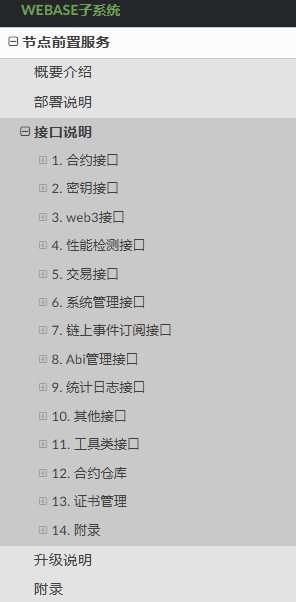 WEBASE子系统
节点前置服务
概要介绍
部署说明
接口说明
1. 合约接口
2. 密钥接口
3. web3接口
4. 性能检测接口
5. 交易接口
6. 系统管理接口
7. 链上事件订阅接口
8. Abi管理接口
9. 统计日志接口
10. 其他接口
11. 工具类接口
12. 合约仓库
13. 证书管理
14. 附录
升级说明
附录